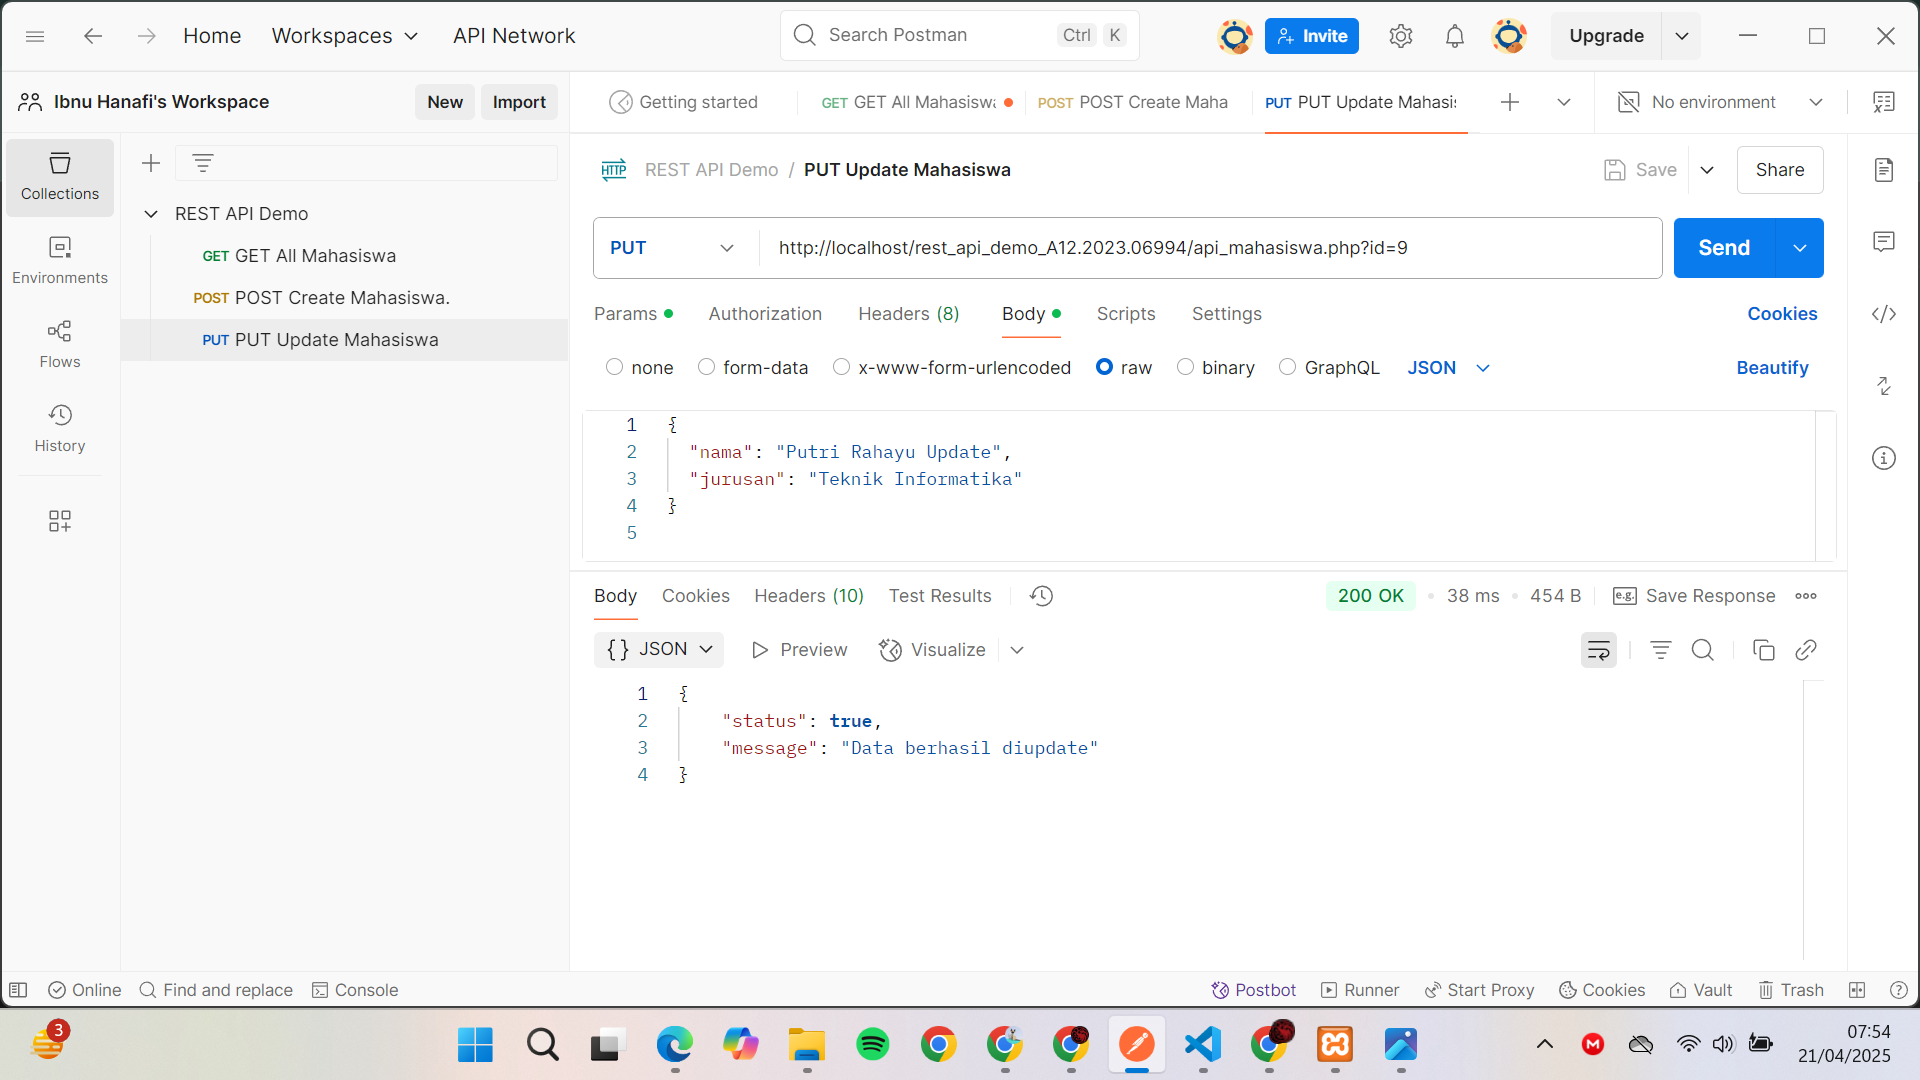 Home
Workspaces
API Network
Search Postman
Ctrl K
Invite
Upgrade
Ibnu Hanafi's Workspace
New
Import
Getting started
GET GET All Mahasiswa
POST POST Create Maha
PUT PUT Update Mahasis
No environment
Collections
Environments
Flows
History
REST API Demo
GET GET All Mahasiswa
POST POST Create Mahasiswa.
PUT PUT Update Mahasiswa
HTTP REST API Demo / PUT Update Mahasiswa
Save
Share
PUT
http://localhost/rest_api_demo_A12.2023.06994/api_mahasiswa.php?id=9
Send
Params
Authorization
Headers (8)
Body
Scripts
Settings
Cookies
none
form-data
x-www-form-urlencoded
raw
binary
GraphQL
JSON
Beautify
1 {
2 "nama": "Putri Rahayu Update",
3 "jurusan": "Teknik Informatika"
4 }
5
Body
Cookies
Headers (10)
Test Results
200 OK • 38 ms • 454 B
e.g. Save Response
{} JSON
Preview
Visualize
1 {
2 "status": true,
3 "message": "Data berhasil diupdate"
4 }
Online
Find and replace
Console
Postbot
Runner
Start Proxy
Cookies
Vault
Trash
3
M
07:54
21/04/2025